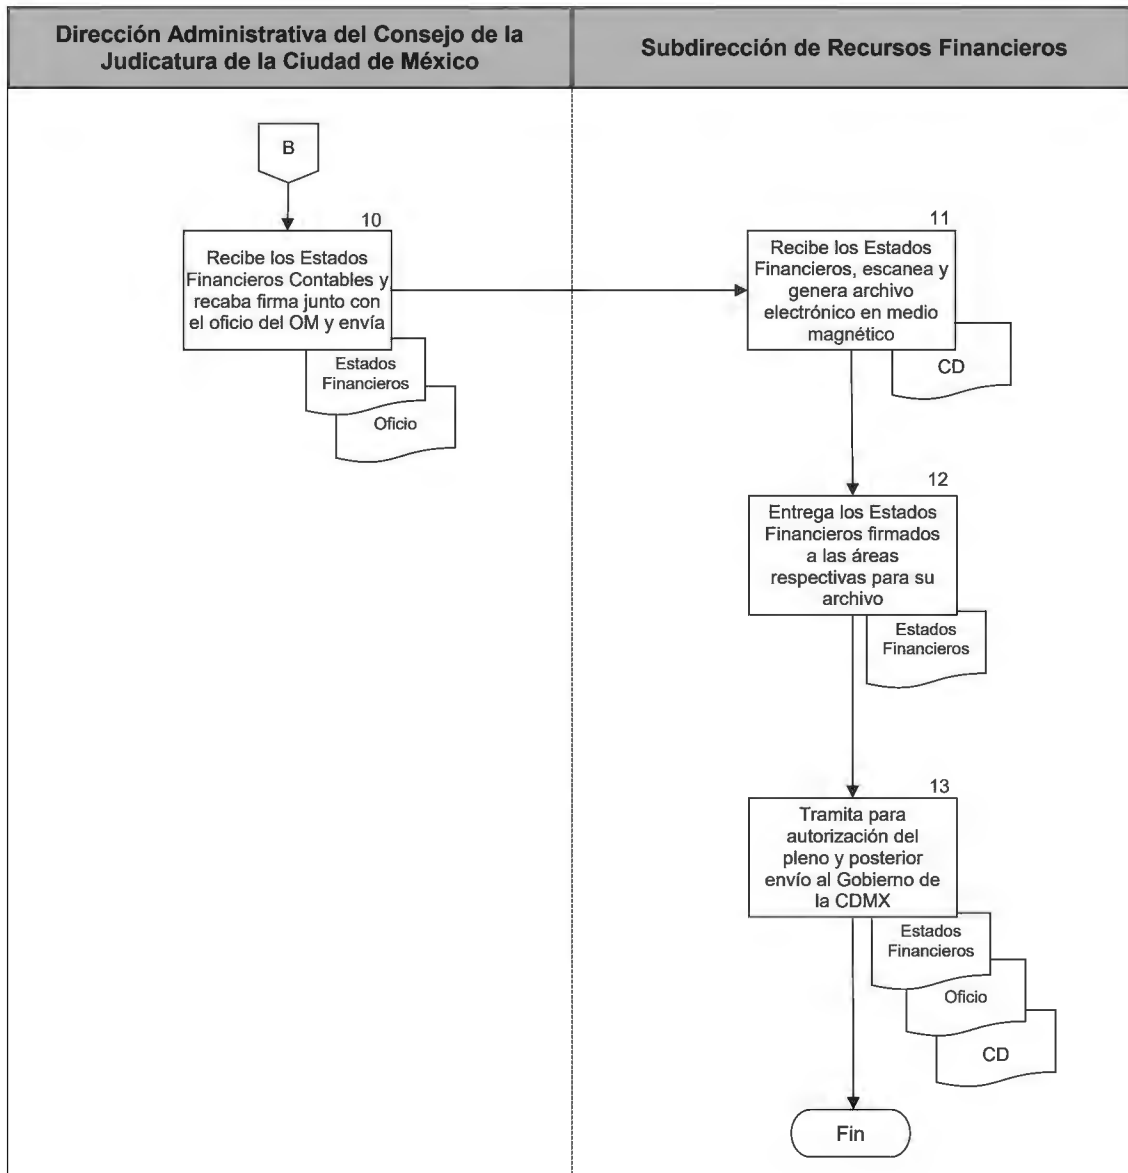 Dirección Administrativa del Consejo de la
Judicatura de la Ciudad de México
Subdirección de Recursos Financieros
B
10
Recibe los Estados
Financieros Contables y
recaba firma junto con
el oficio del OM y envía
Estados
Financieros
Oficio
11
Recibe los Estados
Financieros, escanea y
genera archivo
electrónico en medio
magnético
CD
12
Entrega los Estados
Financieros firmados
a las áreas
respectivas para su
archivo
Estados
Financieros
13
Tramita para
autorización del
pleno y posterior
envío al Gobierno de
la CDMX
Estados
Financieros
Oficio
CD
Fin